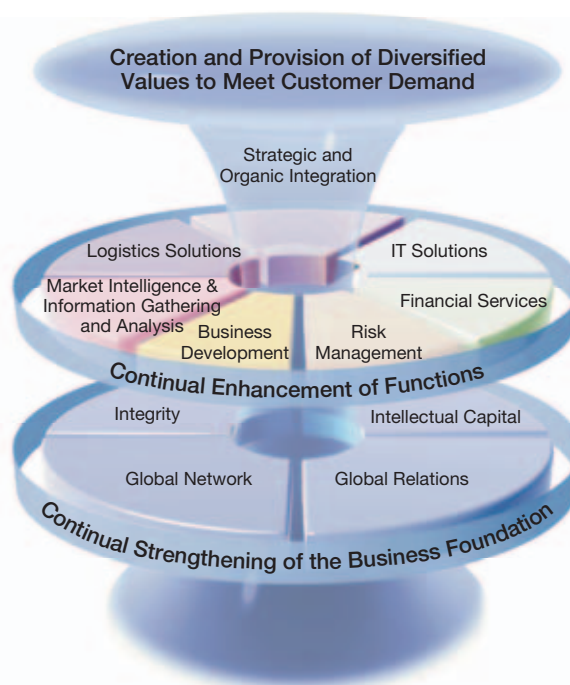 Creation and Provision of Diversified
Values to Meet Customer Demand
Strategic and
Organic Integration
Logistics Solutions
IT Solutions
Market Intelligence &
Information Gathering
and Analysis
Financial Services
Business
Development
Risk
Management
Continual Enhancement of Functions
Integrity
Intellectual Capital
Global Network
Global Relations
Continual Strengthening of the Business Foundation